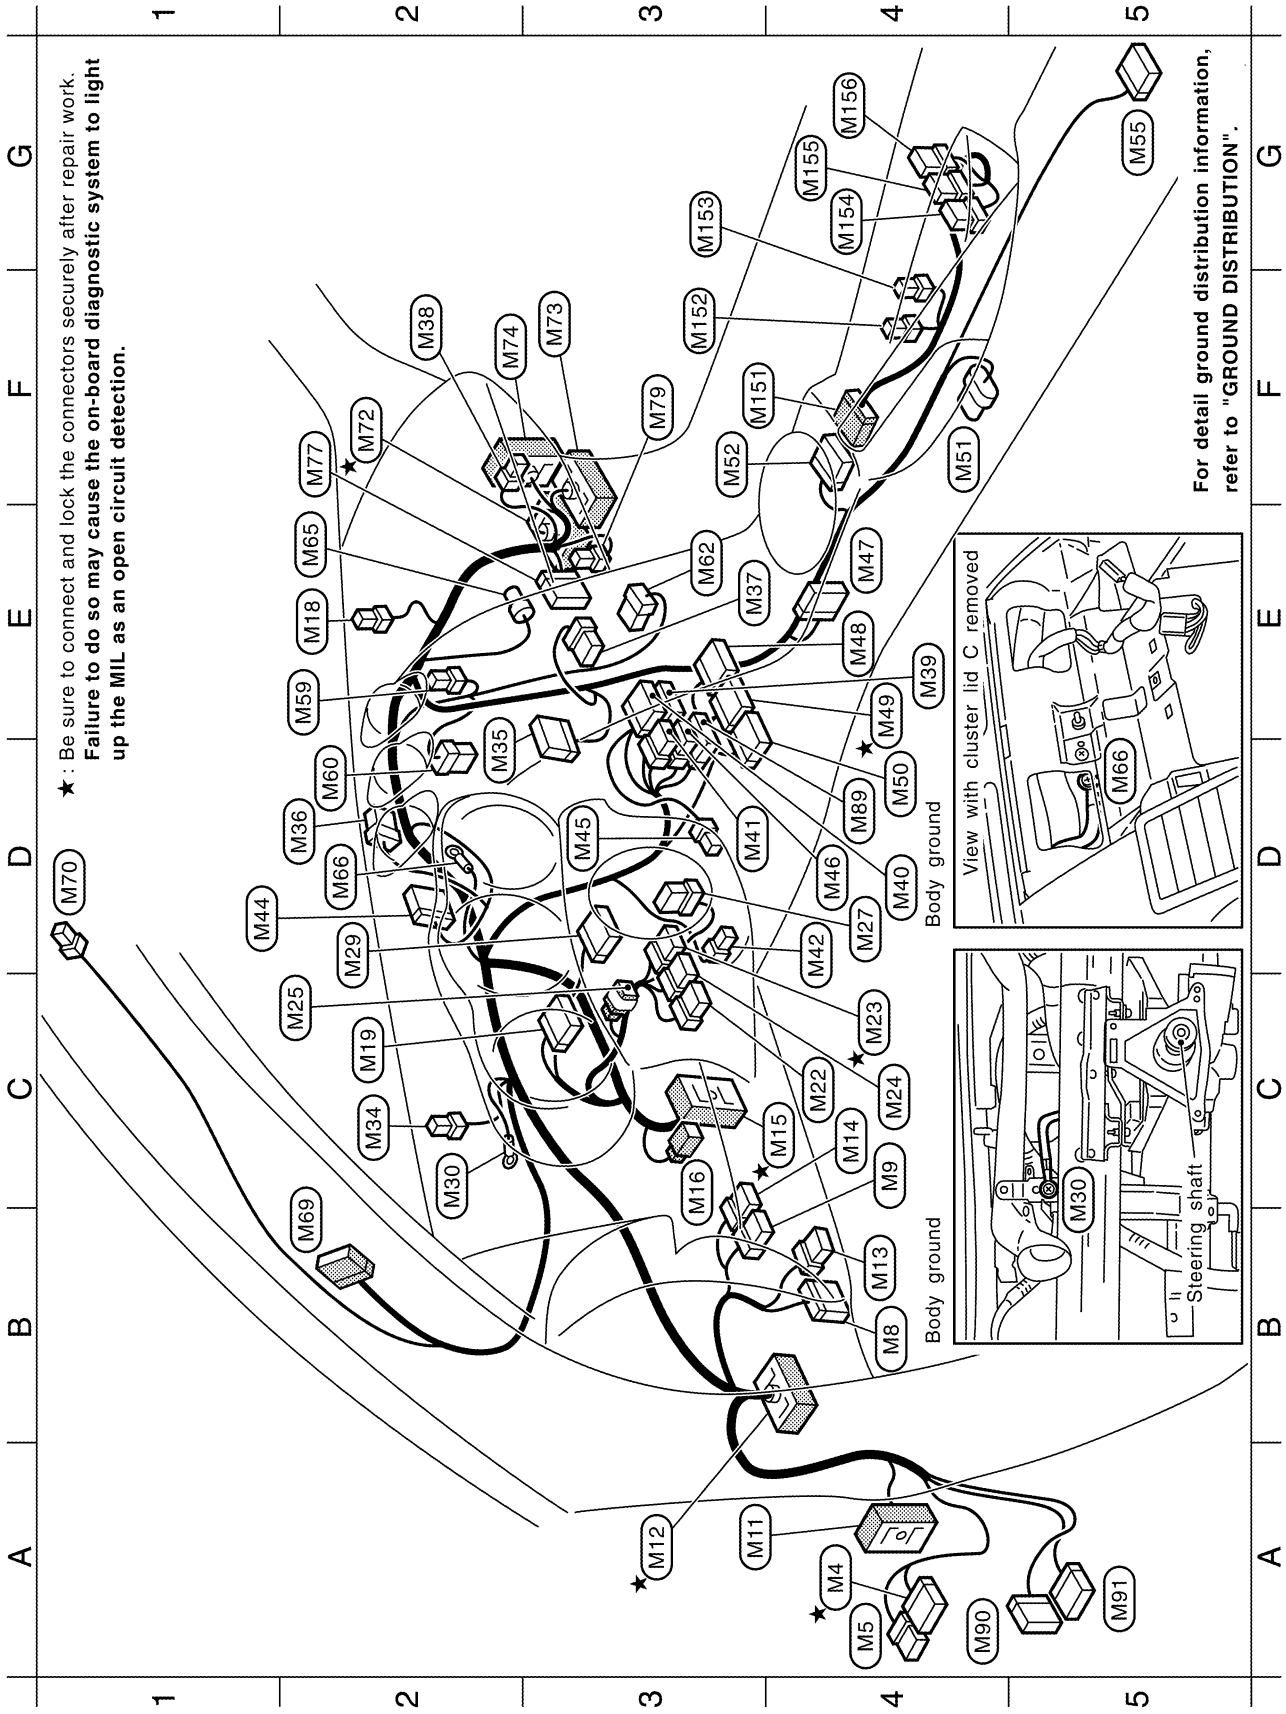 A B C D E F G
★: Be sure to connect and lock the connectors securely after repair work.
Failure to do so may cause the on-board diagnostic system to light
up the MIL as an open circuit detection.
1 1
M70
M44
M69
M25
M36
M59
M18
M65
M77
M60
M66
M29
M19
M34
★ M72
2 2
M38
M30
M35
M74
M73
M45
★ M12
3 3
M79
M16
M62
M152
M153
M52
M11
M41
M37
M151
★ M15
M155
M22
M42
M46
★ M4
M14
M154
M156
M5
M27
M89
M48
M47
★ M23
M13
★ M49
M8
M9
M24
M40
M50
M39
4 4
Body ground
Body ground
M51
View with cluster lid C removed
M90
M30
M66
M91
M55
5 5
Steering shaft
For detail ground distribution information,
refer to "GROUND DISTRIBUTION".
A B C D E F G